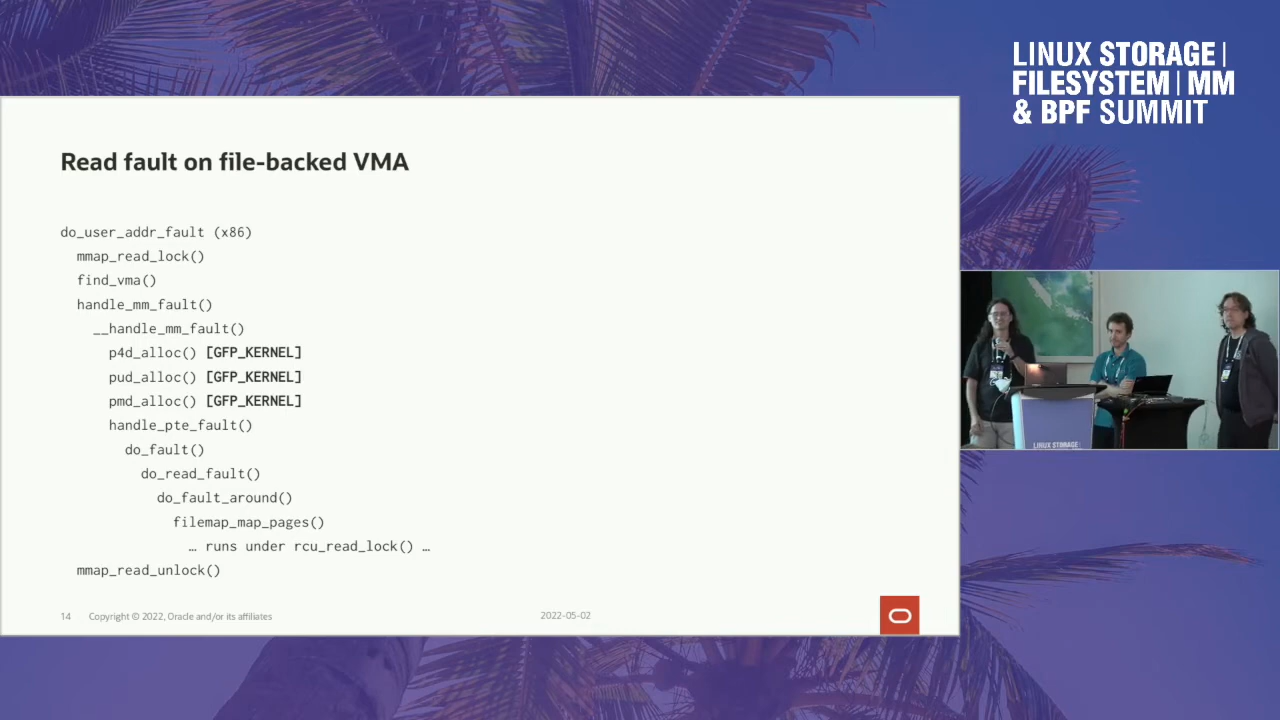 LINUX STORAGE |
FILESYSTEM | MM
& BPF SUMMIT
Read fault on file-backed VMA
do_user_addr_fault (x86)
mmap_read_lock()
find_vma()
handle_mm_fault()
__handle_mm_fault()
p4d_alloc() [GFP_KERNEL]
pud_alloc() [GFP_KERNEL]
pmd_alloc() [GFP_KERNEL]
handle_pte_fault()
do_fault()
do_read_fault()
do_fault_around()
filemap_map_pages()
… runs under rcu_read_lock() …
mmap_read_unlock()
14 Copyright © 2022, Oracle and/or its affiliates
2022-05-02
LINUX STORAGE